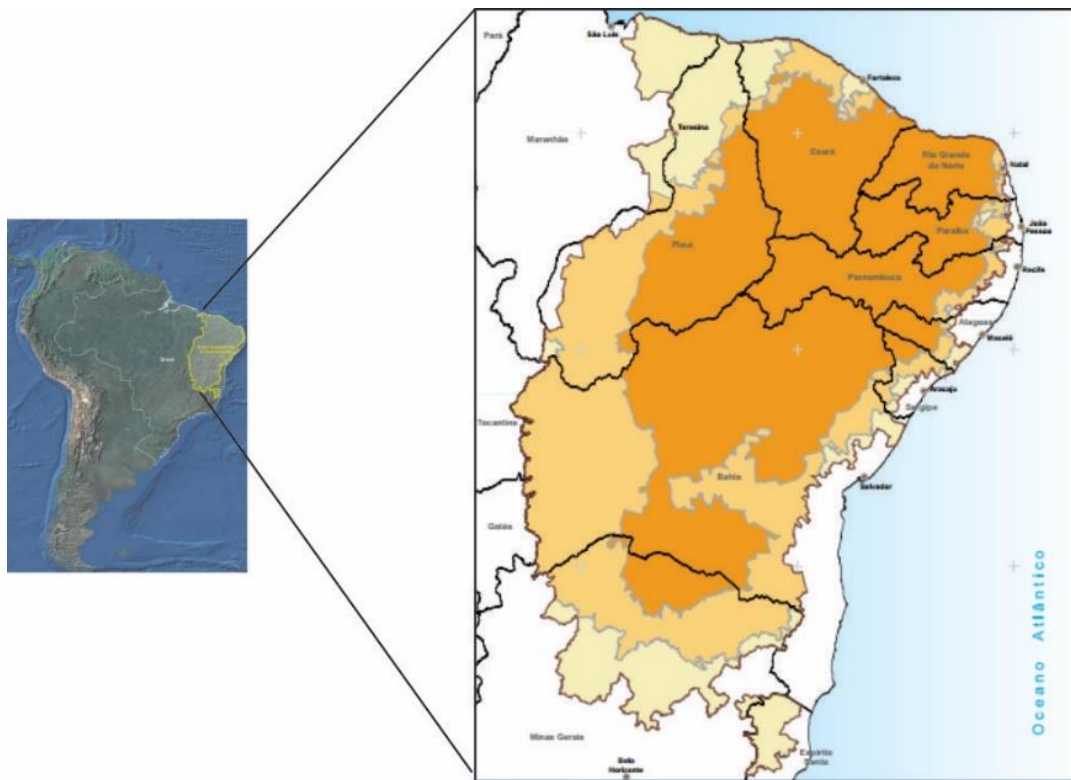 Pará
São Luís
Fortaleza
Teresina
Maranhão
Ceará
Rio Grande
do Norte
Natal
João
Pessoa
Paraíba
Piauí
Recife
Pernambuco
Alagoas
Maceió
Brasil
Aracaju
Sergipe
Tocantins
Bahia
Salvador
Goiás
Oceano Atlântico
Minas Gerais
Belo
Horizonte
Espírito
Santo